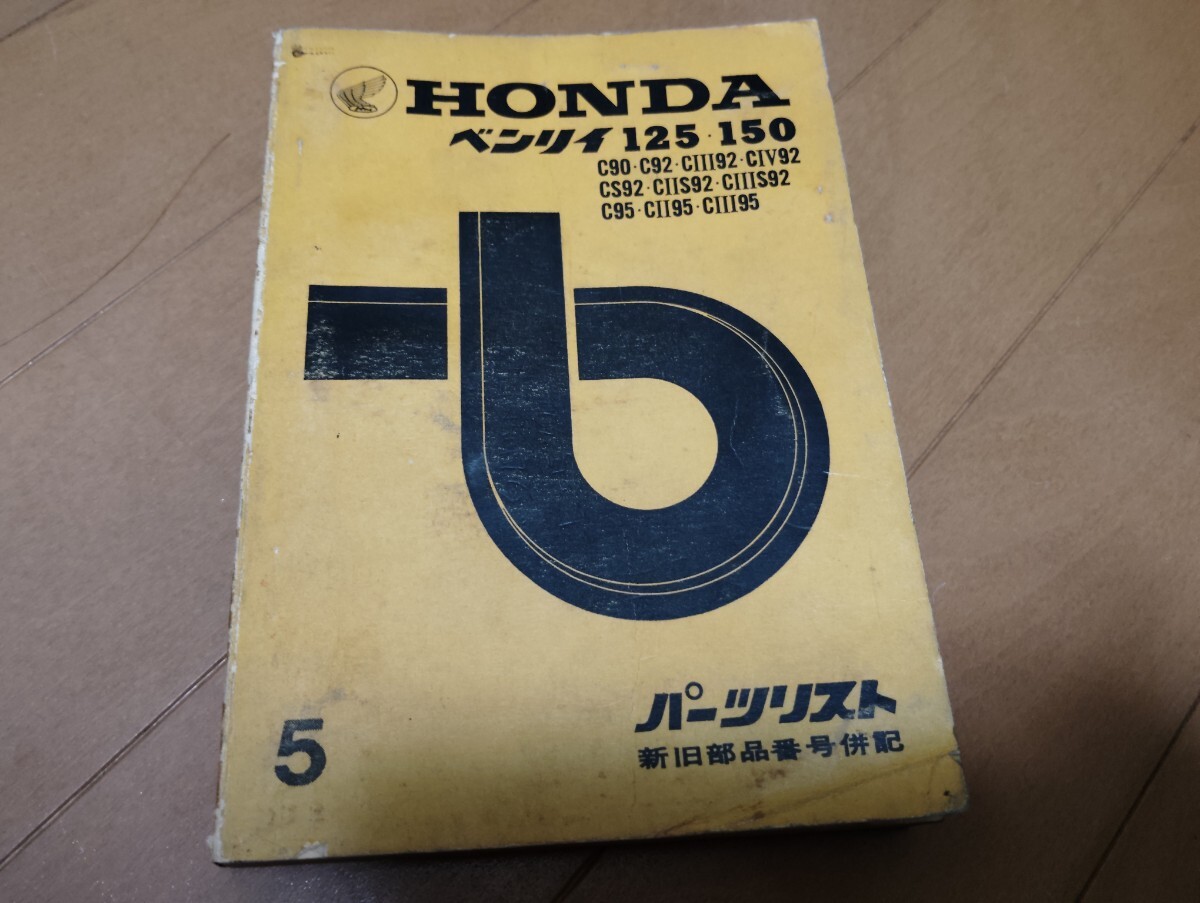 HONDA
ベンリイ 125・150
C90・C92・CIII92・CIV92
CS92・CIIS92・CIIIS92
C95・CII95・CIII95
b
5
パーツリスト
新旧部品番号併記